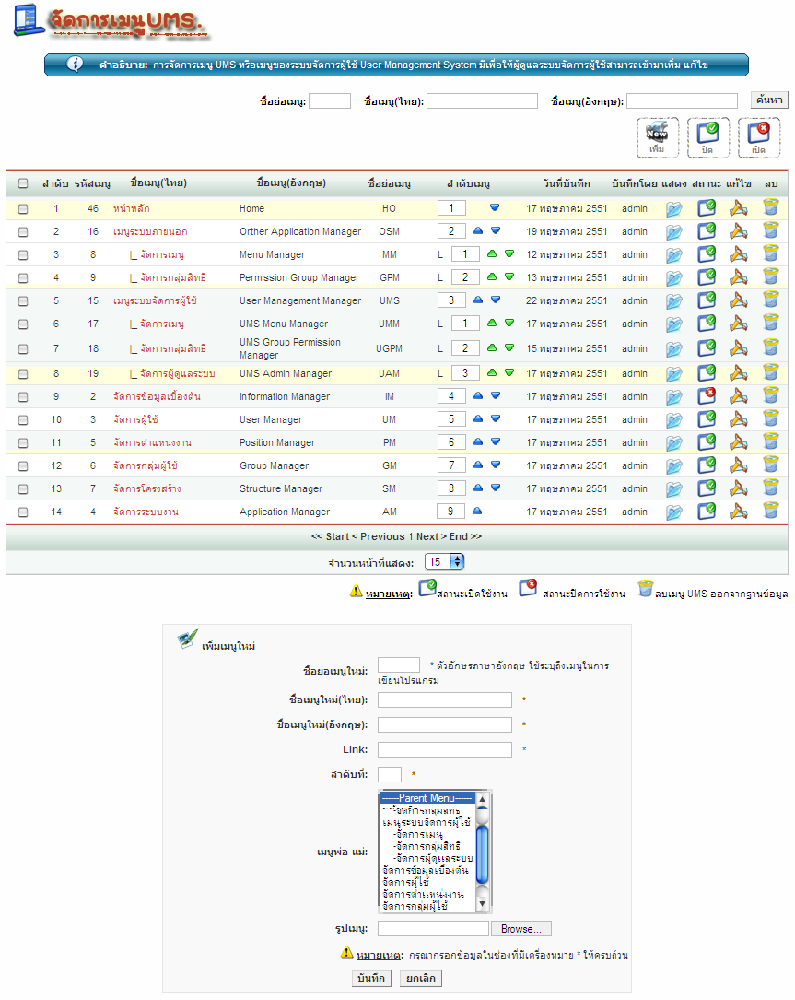 จัดการเมนูUMS.
คำอธิบาย: การจัดการเมนู UMS หรือเมนูของระบบจัดการผู้ใช้ User Management System มีเพื่อให้ผู้ดูแลระบบจัดการผู้ใช้สามารถเข้ามาเพิ่ม แก้ไข
ชื่อย่อเมนู: ชื่อเมนู(ไทย): ชื่อเมนู(อังกฤษ): ค้นหา
New
เพิ่ม ปิด เปิด
ลำดับ รหัสเมนู ชื่อเมนู(ไทย) ชื่อเมนู(อังกฤษ) ชื่อย่อเมนู ลำดับเมนู วันที่บันทึก บันทึกโดย แสดง สถานะ แก้ไข ลบ
1 46 หน้าหลัก Home HO 1 17 พฤษภาคม 2551 admin
2 16 เมนูระบบภายนอก Orther Application Manager OSM 2 19 พฤษภาคม 2551 admin
3 8 |_ จัดการเมนู Menu Manager MM L 1 12 พฤษภาคม 2551 admin
4 9 |_ จัดการกลุ่มสิทธิ์ Permission Group Manager GPM L 2 13 พฤษภาคม 2551 admin
5 15 เมนูระบบจัดการผู้ใช้ User Management Manager UMS 3 22 พฤษภาคม 2551 admin
6 17 |_ จัดการเมนู UMS Menu Manager UMM L 1 17 พฤษภาคม 2551 admin
7 18 |_ จัดการกลุ่มสิทธิ์ UMS Group Permission Manager UGPM L 2 15 พฤษภาคม 2551 admin
8 19 |_ จัดการผู้ดูแลระบบ UMS Admin Manager UAM L 3 17 พฤษภาคม 2551 admin
9 2 จัดการข้อมูลเบื้องต้น Information Manager IM 4 17 พฤษภาคม 2551 admin
10 3 จัดการผู้ใช้ User Manager UM 5 17 พฤษภาคม 2551 admin
11 5 จัดการตำแหน่งงาน Position Manager PM 6 17 พฤษภาคม 2551 admin
12 6 จัดการกลุ่มผู้ใช้ Group Manager GM 7 17 พฤษภาคม 2551 admin
13 7 จัดการโครงสร้าง Structure Manager SM 8 17 พฤษภาคม 2551 admin
14 4 จัดการระบบงาน Application Manager AM 9 17 พฤษภาคม 2551 admin
<< Start < Previous 1 Next > End >>
จำนวนหน้าที่แสดง: 15
หมายเหตุ: สถานะเปิดใช้งาน สถานะปิดการใช้งาน ลบเมนู UMS ออกจากฐานข้อมูล
เพิ่มเมนูใหม่
ชื่อย่อเมนูใหม่: * ตัวอักษรภาษาอังกฤษ ใช้ระบุถึงเมนูในการ
เขียนโปรแกรม
ชื่อเมนูใหม่(ไทย): *
ชื่อเมนูใหม่(อังกฤษ): *
Link: *
ลำดับที่: *
เมนูพ่อ-แม่:
------Parent Menu------
-จัดการกลุ่มสิทธิ์
เมนูระบบจัดการผู้ใช้
-จัดการเมนู
-จัดการกลุ่มสิทธิ์
-จัดการผู้ดูแลระบบ
จัดการข้อมูลเบื้องต้น
จัดการผู้ใช้
จัดการตำแหน่งงาน
จัดการกลุ่มผู้ใช้
รูปเมนู: Browse...
หมายเหตุ: กรุณากรอกข้อมูลในช่องที่มีเครื่องหมาย * ให้ครบถ้วน
บันทึก ยกเลิก